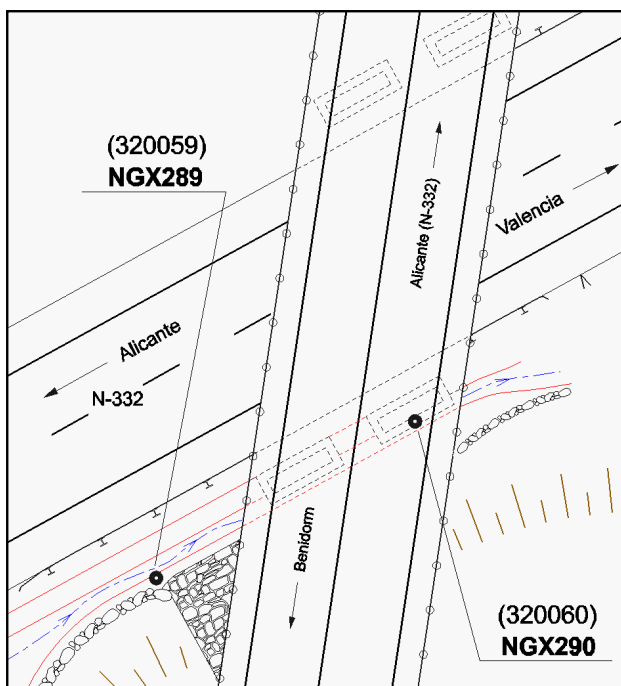 (320059)
NGX289
Alicante (N-332)
Valencia
Alicante
N-332
Benidorm
(320060)
NGX290